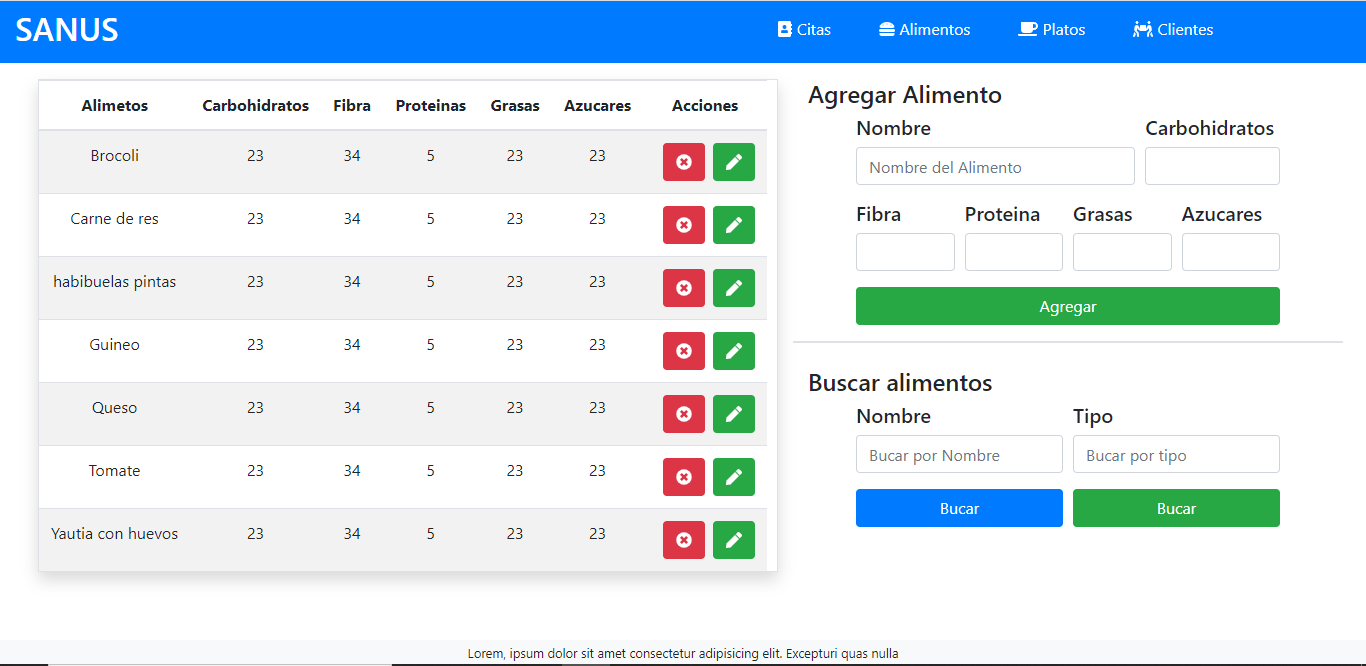 SANUS Citas Alimentos Platos Clientes
Alimetos Carbohidratos Fibra Proteinas Grasas Azucares Acciones
Brocoli 23 34 5 23 23
Carne de res 23 34 5 23 23
habibuelas pintas 23 34 5 23 23
Guineo 23 34 5 23 23
Queso 23 34 5 23 23
Tomate 23 34 5 23 23
Yautia con huevos 23 34 5 23 23
Agregar Alimento
Nombre Carbohidratos
Nombre del Alimento
Fibra Proteina Grasas Azucares
Agregar
Buscar alimentos
Nombre Tipo
Bucar por Nombre Bucar por tipo
Bucar Bucar
Lorem, ipsum dolor sit amet consectetur adipisicing elit. Excepturi quas nulla